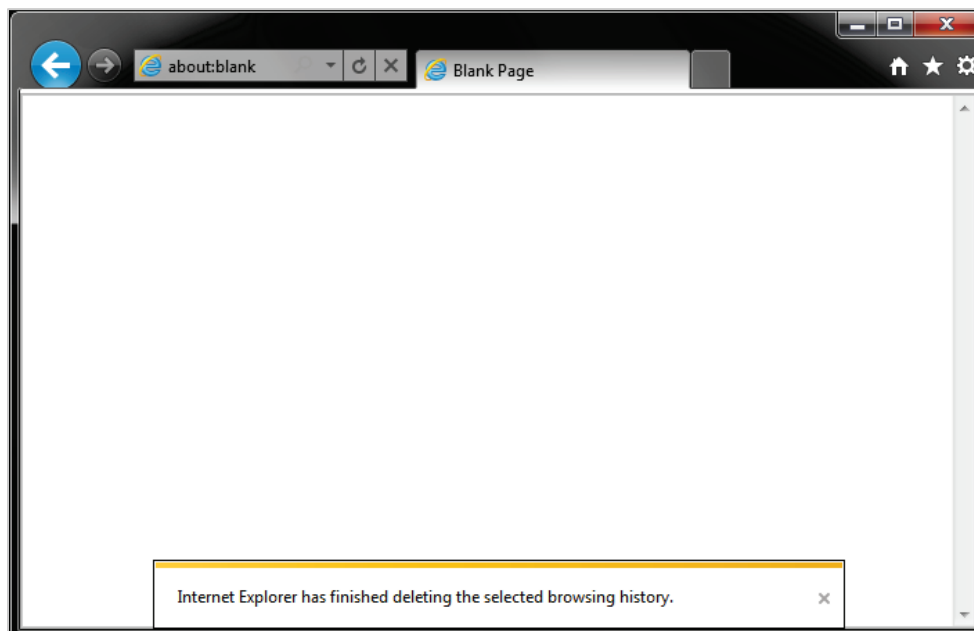 about:blank
Blank Page
Internet Explorer has finished deleting the selected browsing history.